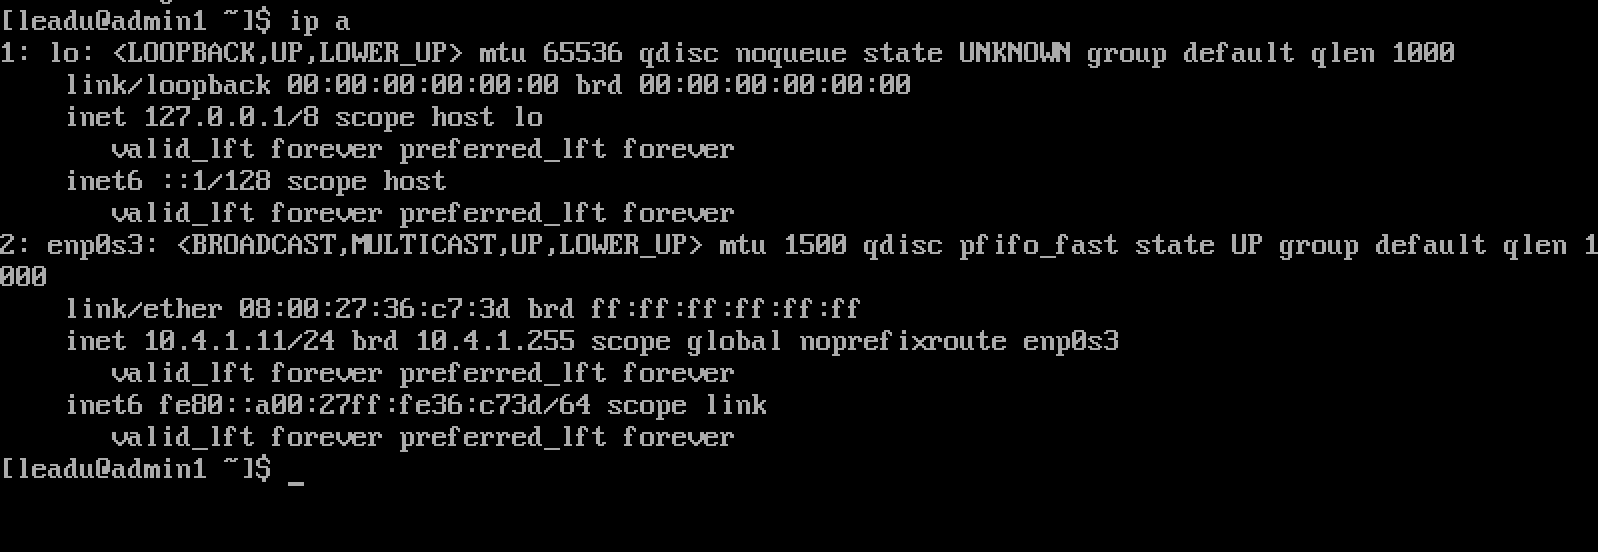 [leadu@admin1 ~]$ ip a
1: lo: <LOOPBACK,UP,LOWER_UP> mtu 65536 qdisc noqueue state UNKNOWN group default qlen 1000
    link/loopback 00:00:00:00:00:00 brd 00:00:00:00:00:00
    inet 127.0.0.1/8 scope host lo
       valid_lft forever preferred_lft forever
    inet6 ::1/128 scope host
       valid_lft forever preferred_lft forever
2: enp0s3: <BROADCAST,MULTICAST,UP,LOWER_UP> mtu 1500 qdisc pfifo_fast state UP group default qlen 1
000
    link/ether 08:00:27:36:c7:3d brd ff:ff:ff:ff:ff:ff
    inet 10.4.1.11/24 brd 10.4.1.255 scope global noprefixroute enp0s3
       valid_lft forever preferred_lft forever
    inet6 fe80::a00:27ff:fe36:c73d/64 scope link
       valid_lft forever preferred_lft forever
[leadu@admin1 ~]$ _